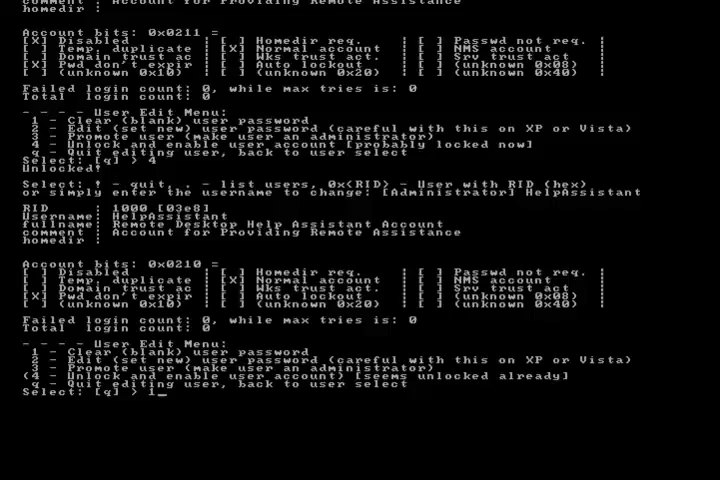 comment : Account for Providing Remote Assistance
homedir :
Account bits: 0x0211 =
[X] Disabled | [ ] Homedir req. | [ ] Passwd not req. |
[ ] Temp. duplicate | [X] Normal account | [ ] NMS account |
[ ] Domain trust ac | [ ] Wks trust act. | [ ] Srv trust act |
[X] Pwd don't expir | [ ] Auto lockout | [ ] (unknown 0x08) |
[ ] (unknown 0x10) | [ ] (unknown 0x20) | [ ] (unknown 0x40) |
Failed login count: 0, while max tries is: 0
Total login count: 0
- - - - User Edit Menu:
1 - Clear (blank) user password
2 - Edit (set new) user password (careful with this on XP or Vista)
3 - Promote user (make user an administrator)
4 - Unlock and enable user account [probably locked now]
q - Quit editing user, back to user select
Select: [q] > 4
Unlocked!
Select: ! - quit, . - list users, 0x<RID> - User with RID (hex)
or simply enter the username to change: [Administrator] HelpAssistant
RID : 1000 [03e8]
Username: HelpAssistant
fullname: Remote Desktop Help Assistant Account
comment : Account for Providing Remote Assistance
homedir :
Account bits: 0x0210 =
[ ] Disabled | [ ] Homedir req. | [ ] Passwd not req. |
[ ] Temp. duplicate | [X] Normal account | [ ] NMS account |
[ ] Domain trust ac | [ ] Wks trust act. | [ ] Srv trust act |
[X] Pwd don't expir | [ ] Auto lockout | [ ] (unknown 0x08) |
[ ] (unknown 0x10) | [ ] (unknown 0x20) | [ ] (unknown 0x40) |
Failed login count: 0, while max tries is: 0
Total login count: 0
- - - - User Edit Menu:
1 - Clear (blank) user password
2 - Edit (set new) user password (careful with this on XP or Vista)
3 - Promote user (make user an administrator)
(4 - Unlock and enable user account) [seems unlocked already]
q - Quit editing user, back to user select
Select: [q] > 1_